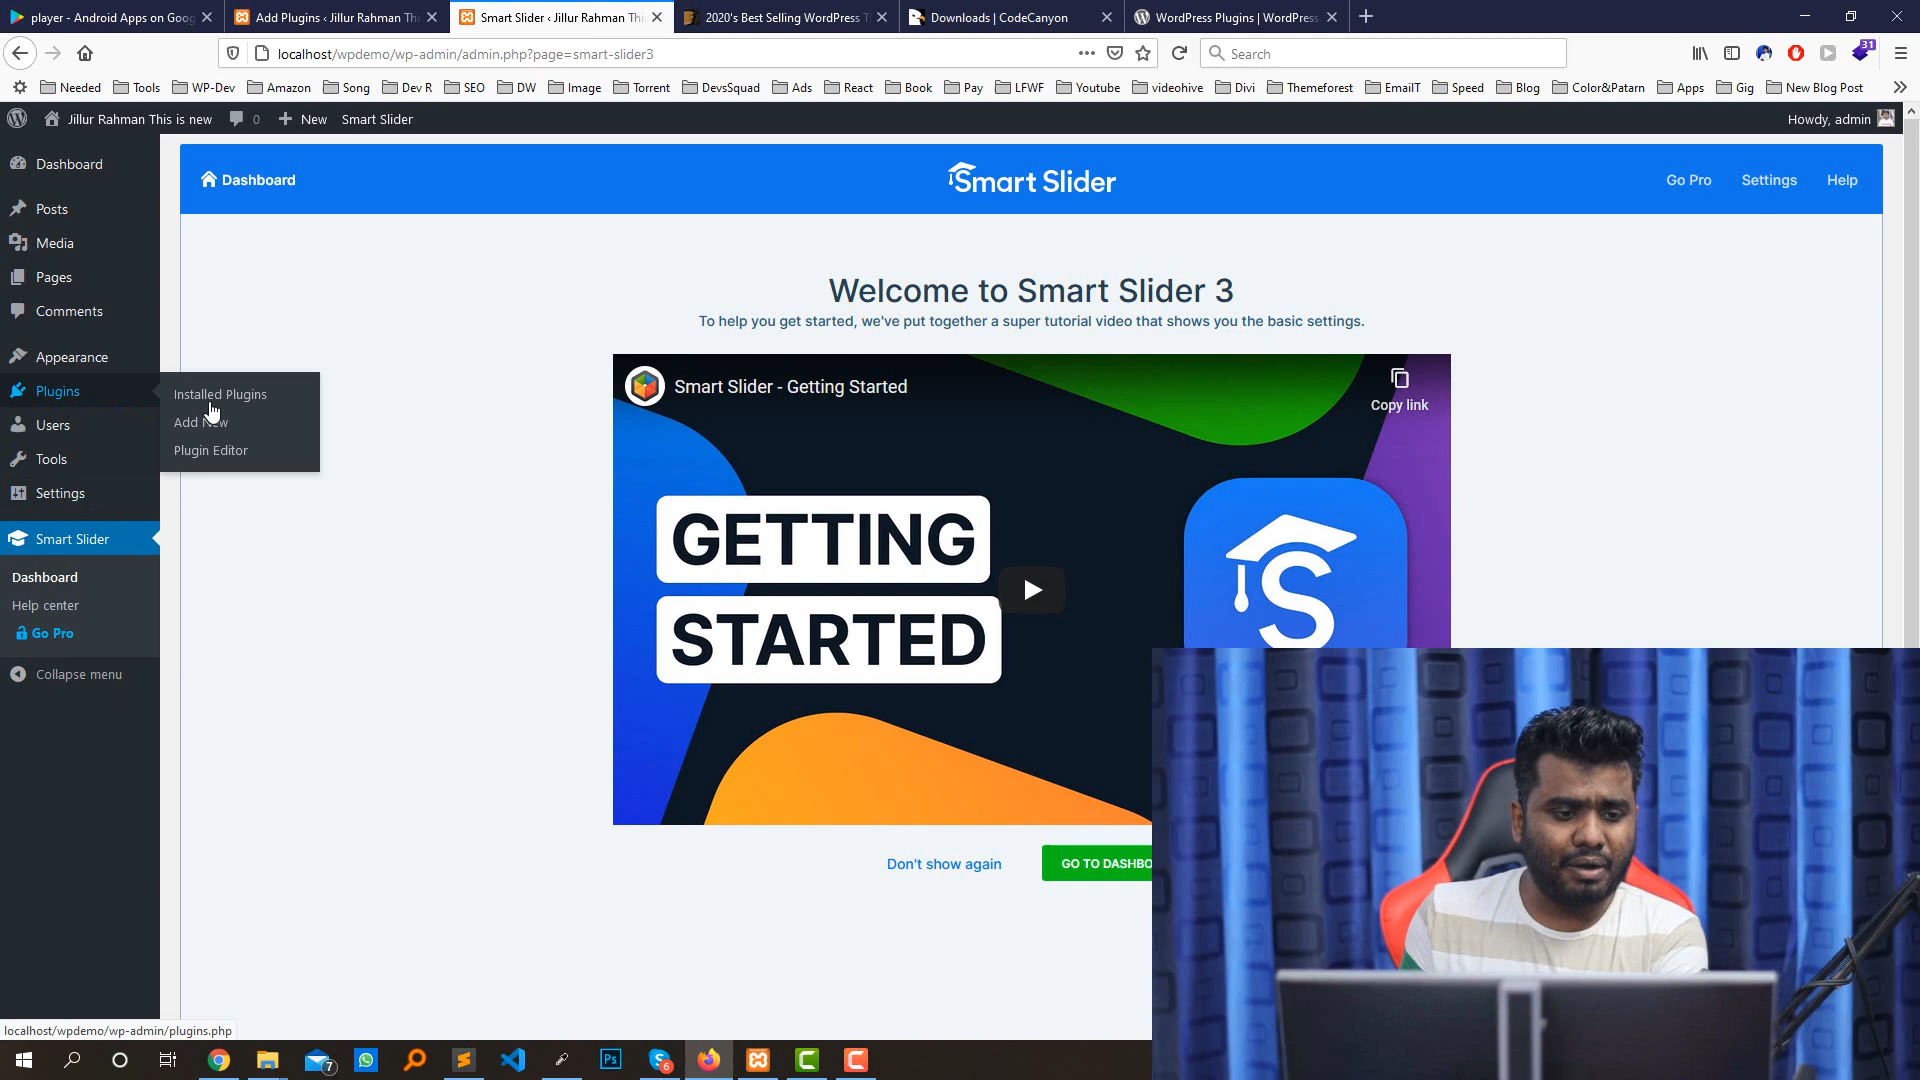 player - Android Apps on Goog
Add Plugins ‹ Jillur Rahman Thi
Smart Slider ‹ Jillur Rahman Thi
2020's Best Selling WordPress T
Downloads | CodeCanyon
WordPress Plugins | WordPress
localhost/wpdemo/wp-admin/admin.php?page=smart-slider3
Search
31
Needed
Tools
WP-Dev
Amazon
Song
Dev R
SEO
DW
Image
Torrent
DevsSquad
Ads
React
Book
Pay
LFWF
Youtube
videohive
Divi
Themeforest
EmailT
Speed
Blog
Color&Patarn
Apps
Gig
New Blog Post
Jillur Rahman This is new
0
New
Smart Slider
Howdy, admin
Dashboard
Posts
Media
Pages
Comments
Appearance
Plugins
Users
Tools
Settings
Smart Slider
Dashboard
Help center
Go Pro
Collapse menu
Installed Plugins
Add New
Plugin Editor
Dashboard
Smart Slider
Go Pro
Settings
Help
Welcome to Smart Slider 3
To help you get started, we've put together a super tutorial video that shows you the basic settings.
Smart Slider - Getting Started
Copy link
GETTING
STARTED
S
Don't show again
GO TO DASHBO
localhost/wpdemo/wp-admin/plugins.php
7
Ps
6